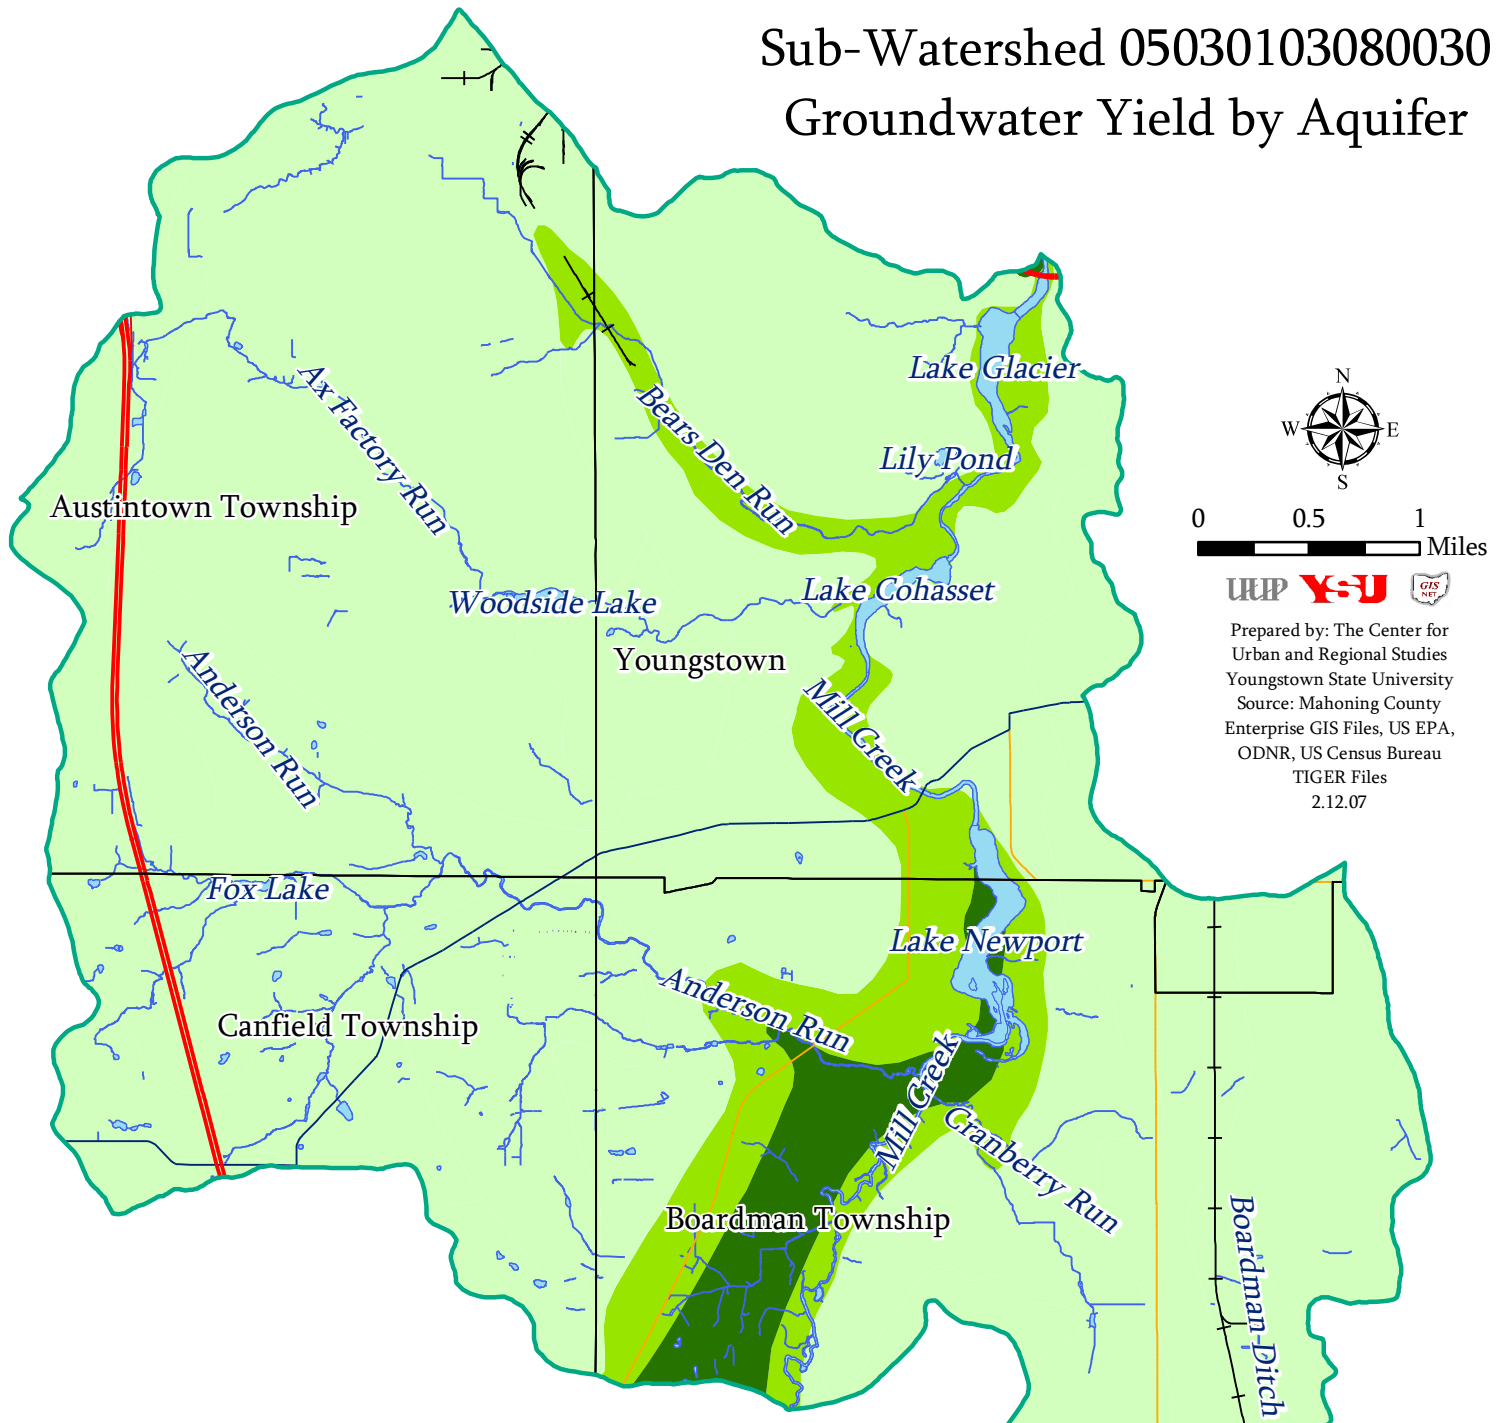 Sub-Watershed 05030103080030
Groundwater Yield by Aquifer
Lake Glacier
N
W E
S
Ax Factory Run
Bears Den Run
Lily Pond
Austintown Township
0 0.5 1
Miles
UUP YSU GIS NET
Woodside Lake
Lake Cohasset
Youngstown
Prepared by: The Center for
Urban and Regional Studies
Youngstown State University
Source: Mahoning County
Enterprise GIS Files, US EPA,
ODNR, US Census Bureau
TIGER Files
2.12.07
Anderson Run
Mill Creek
Fox Lake
Lake Newport
Anderson Run
Canfield Township
Mill Creek
Cranberry Run
Boardman Township
Boardman Ditch